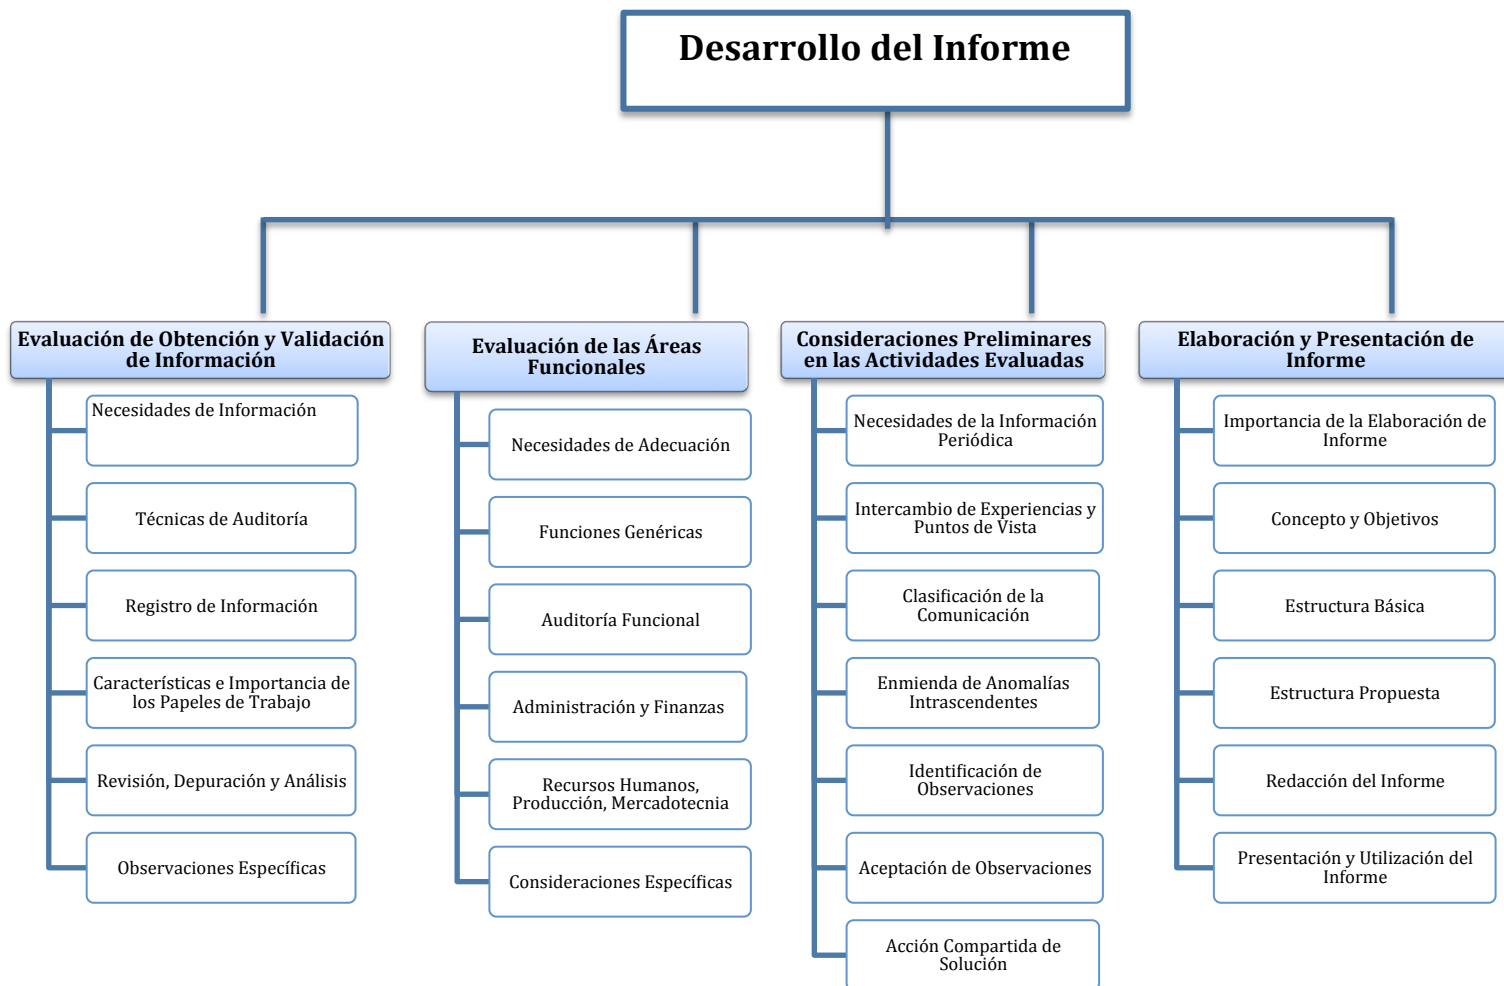 Desarrollo del Informe
Evaluación de Obtención y Validación
de Información
Necesidades de Información
Técnicas de Auditoría
Registro de Información
Características e Importancia de
los Papeles de Trabajo
Revisión, Depuración y Análisis
Observaciones Específicas
Evaluación de las Áreas
Funcionales
Necesidades de Adecuación
Funciones Genéricas
Auditoría Funcional
Administración y Finanzas
Recursos Humanos,
Producción, Mercadotecnia
Consideraciones Específicas
Consideraciones Preliminares
en las Actividades Evaluadas
Necesidades de la Información
Periódica
Intercambio de Experiencias y
Puntos de Vista
Clasificación de la
Comunicación
Enmienda de Anomalías
Intrascendentes
Identificación de
Observaciones
Aceptación de Observaciones
Acción Compartida de
Solución
Elaboración y Presentación de
Informe
Importancia de la Elaboración de
Informe
Concepto y Objetivos
Estructura Básica
Estructura Propuesta
Redacción del Informe
Presentación y Utilización del
Informe